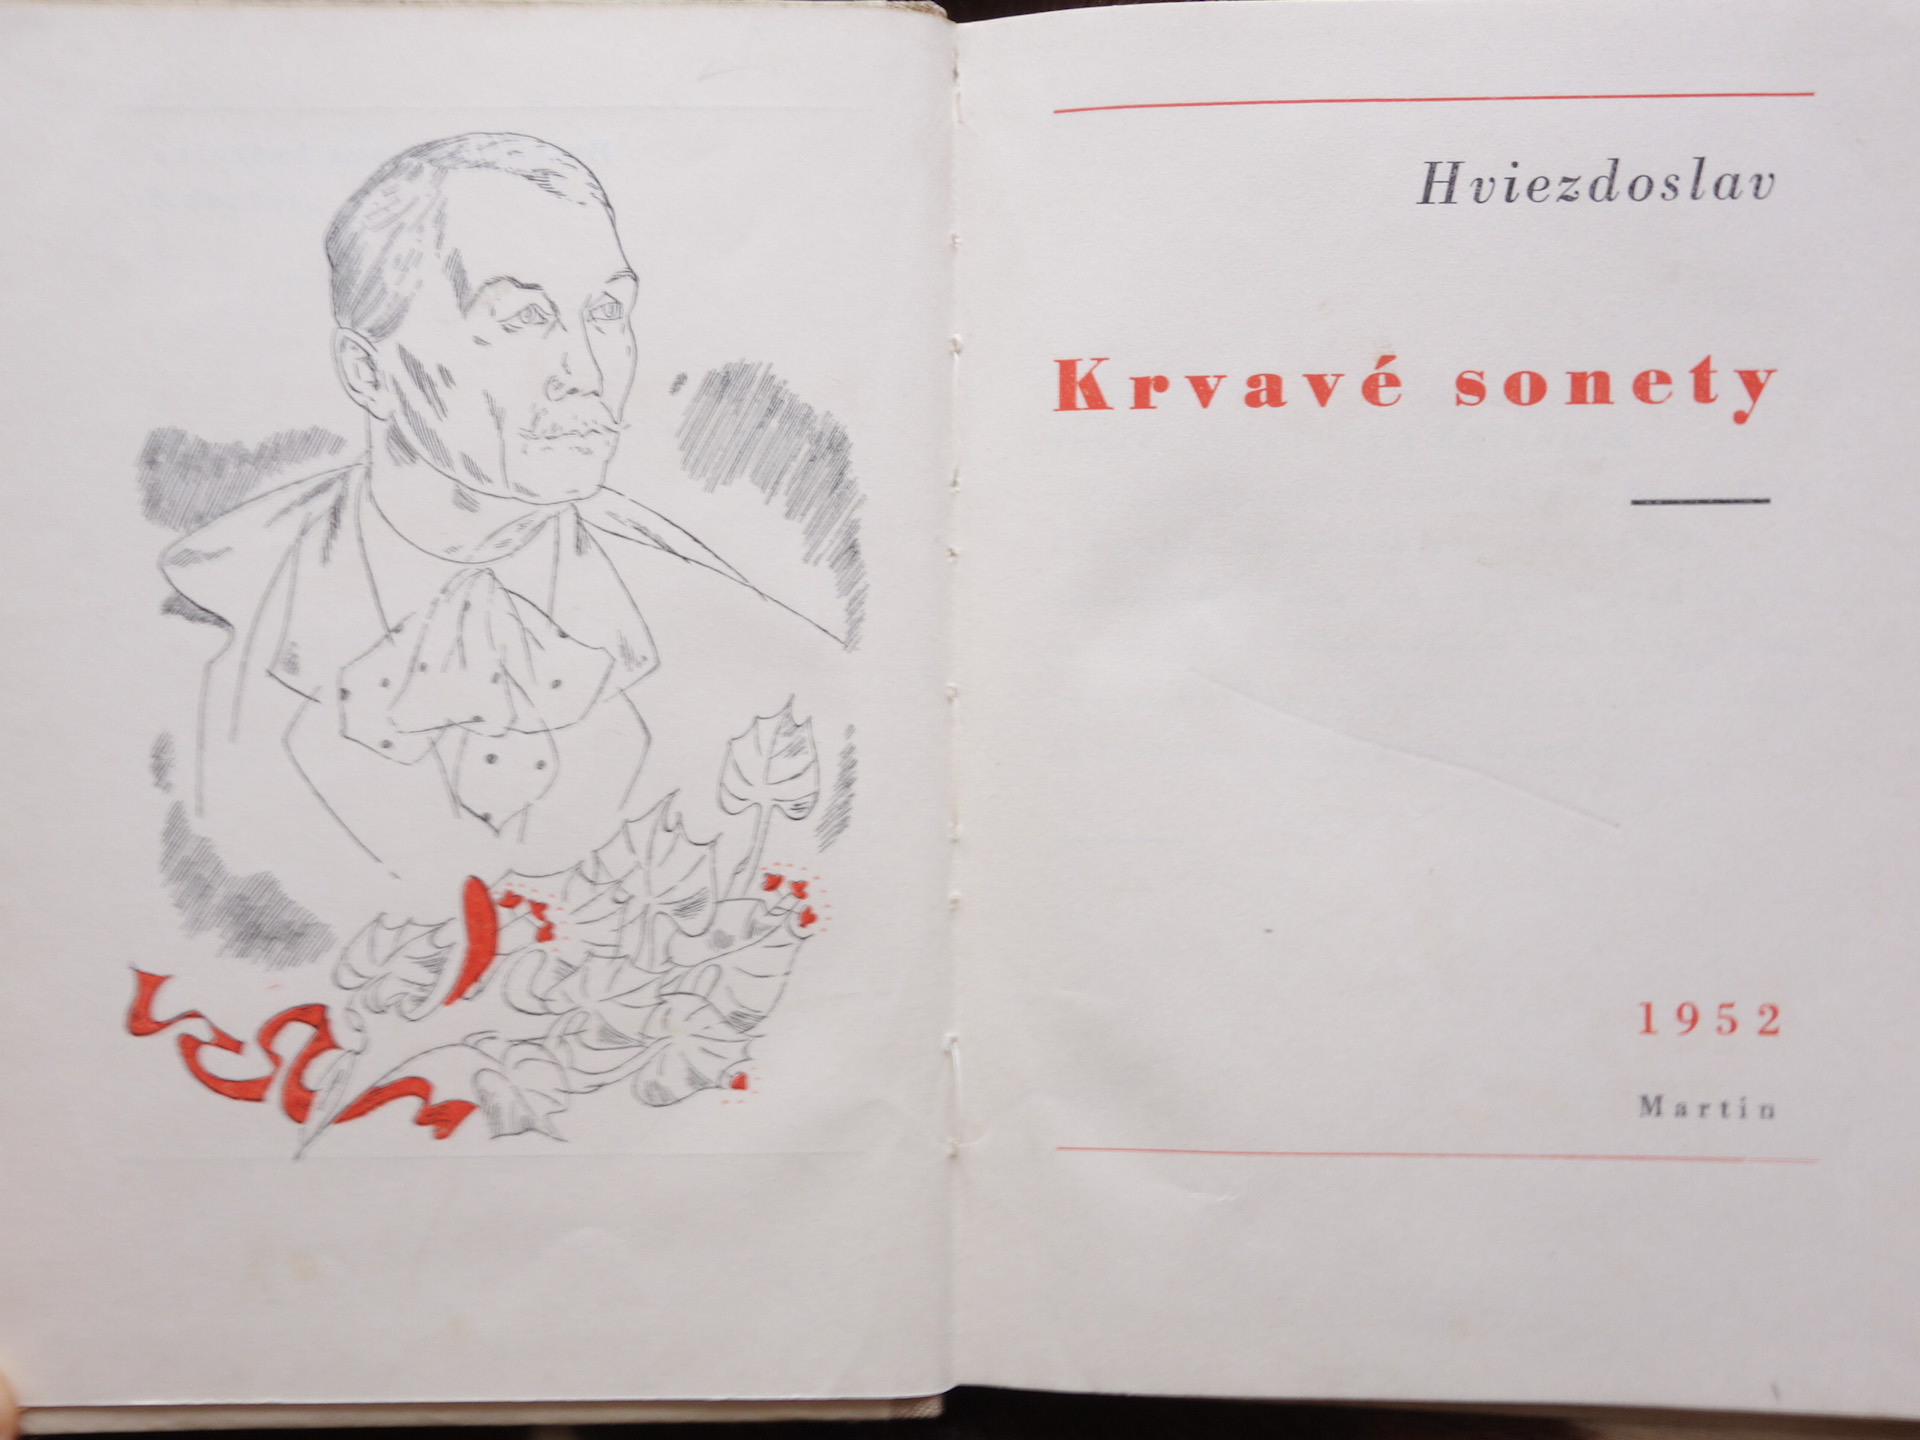 Hviezdoslav
Krvavé sonety
1952
Martin